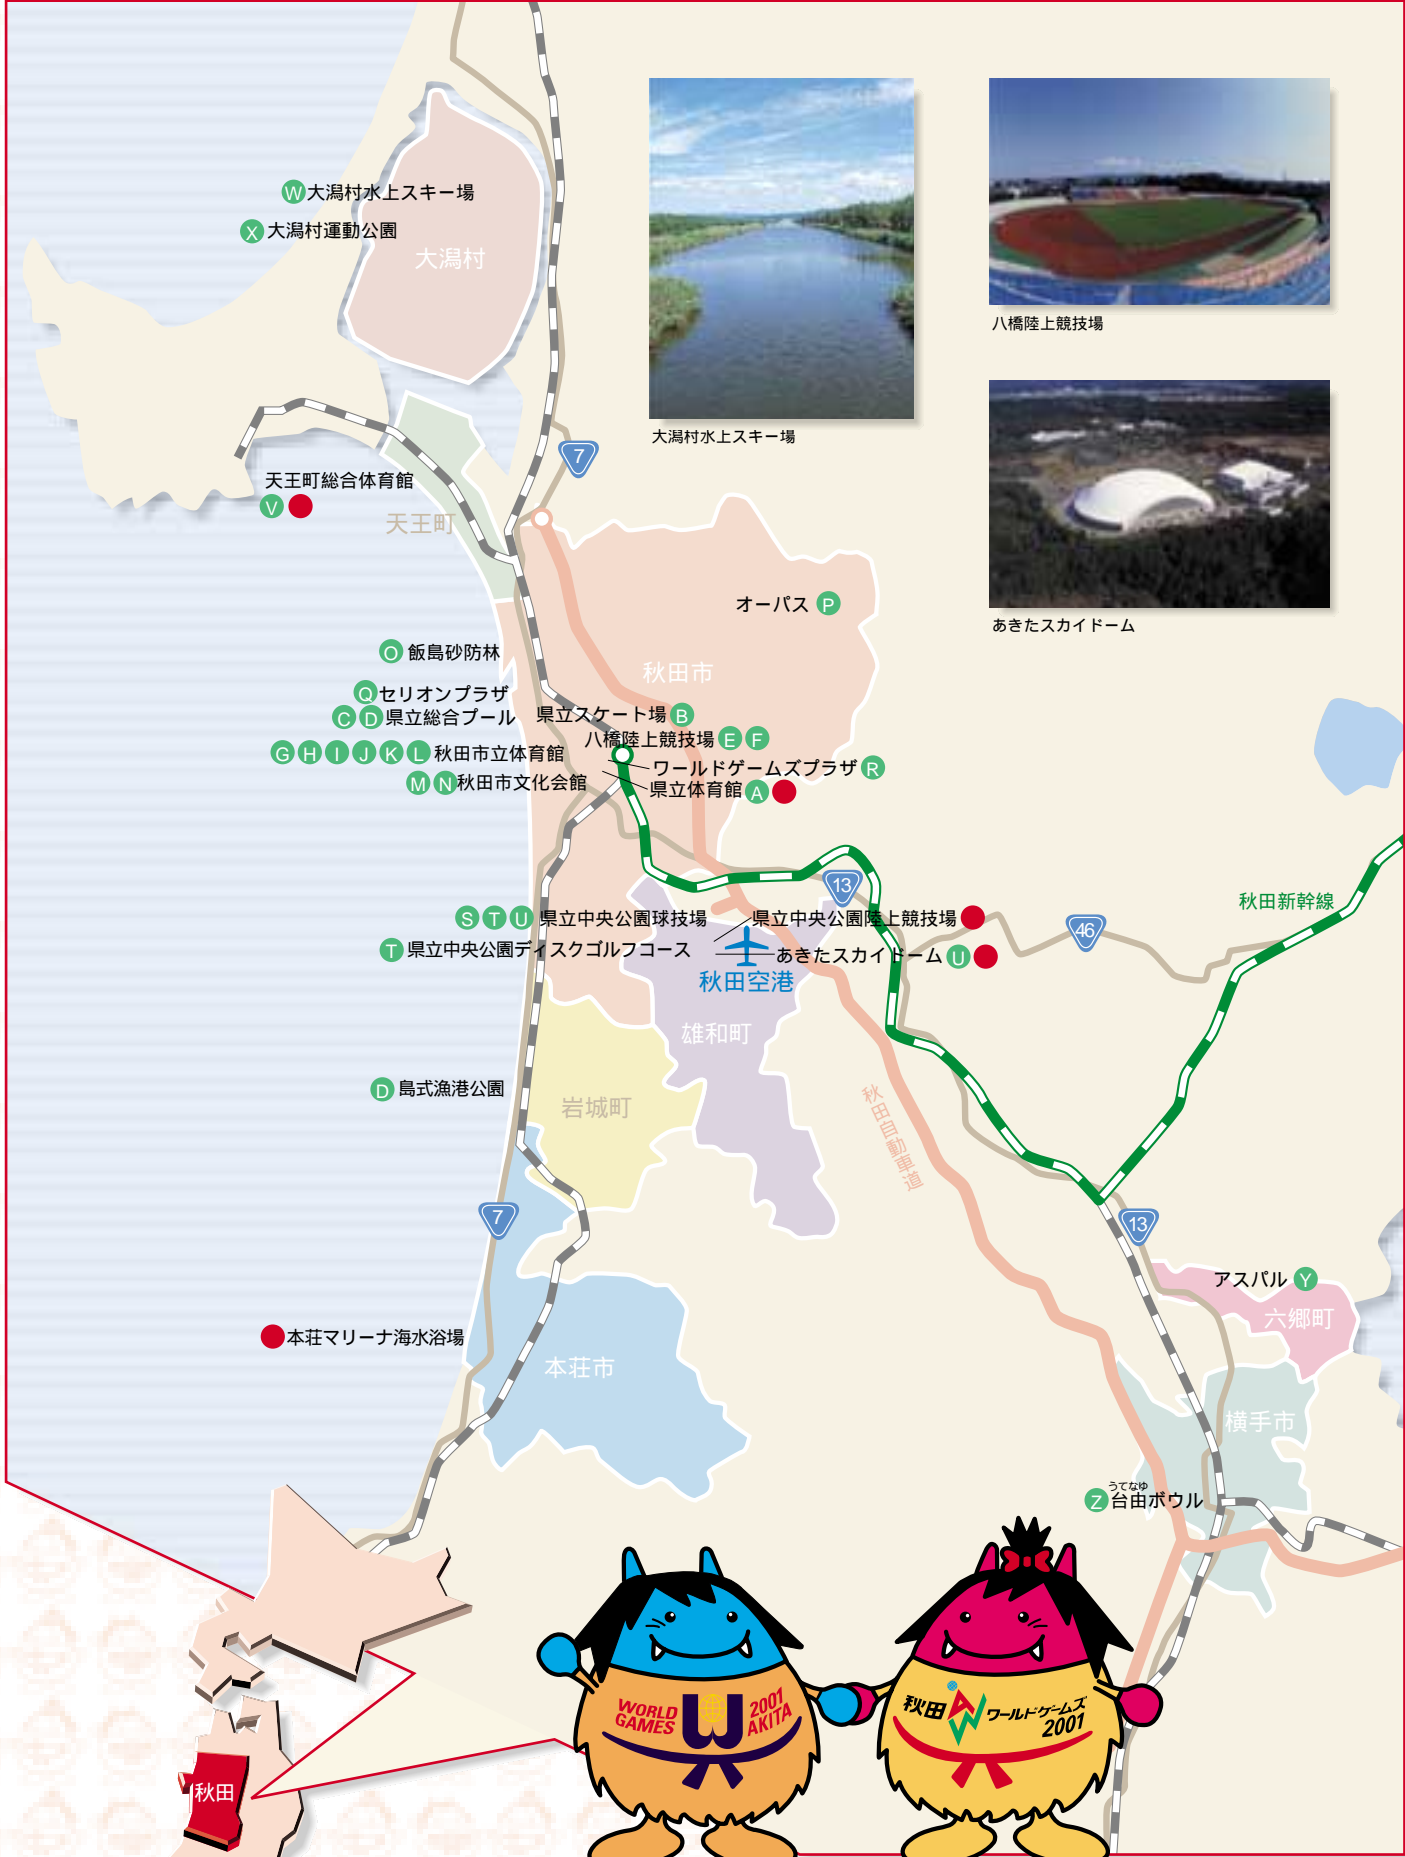 W 大潟村水上スキー場
X 大潟村運動公園
大潟村
大潟村水上スキー場
八橋陸上競技場
あきたスカイドーム
7
天王町総合体育館
V
天王町
オーパス P
O 飯島砂防林
秋田市
Q セリオンプラザ
C D 県立総合プール
県立スケート場 B
八橋陸上競技場 E F
G H I J K L 秋田市立体育館
ワールドゲームズプラザ R
M N 秋田市文化会館
県立体育館 A
13
秋田新幹線
S T U 県立中央公園球技場
県立中央公園陸上競技場
46
T 県立中央公園ディスクゴルフコース
あきたスカイドーム U
秋田空港
雄和町
D 島式漁港公園
岩城町
秋田自動車道
7
13
アスパル Y
六郷町
本荘マリーナ海水浴場
本荘市
横手市
うてなゆ
Z 台由ボウル
WORLD GAMES
2001 AKITA
秋田
ワールドゲームズ
2001
秋田